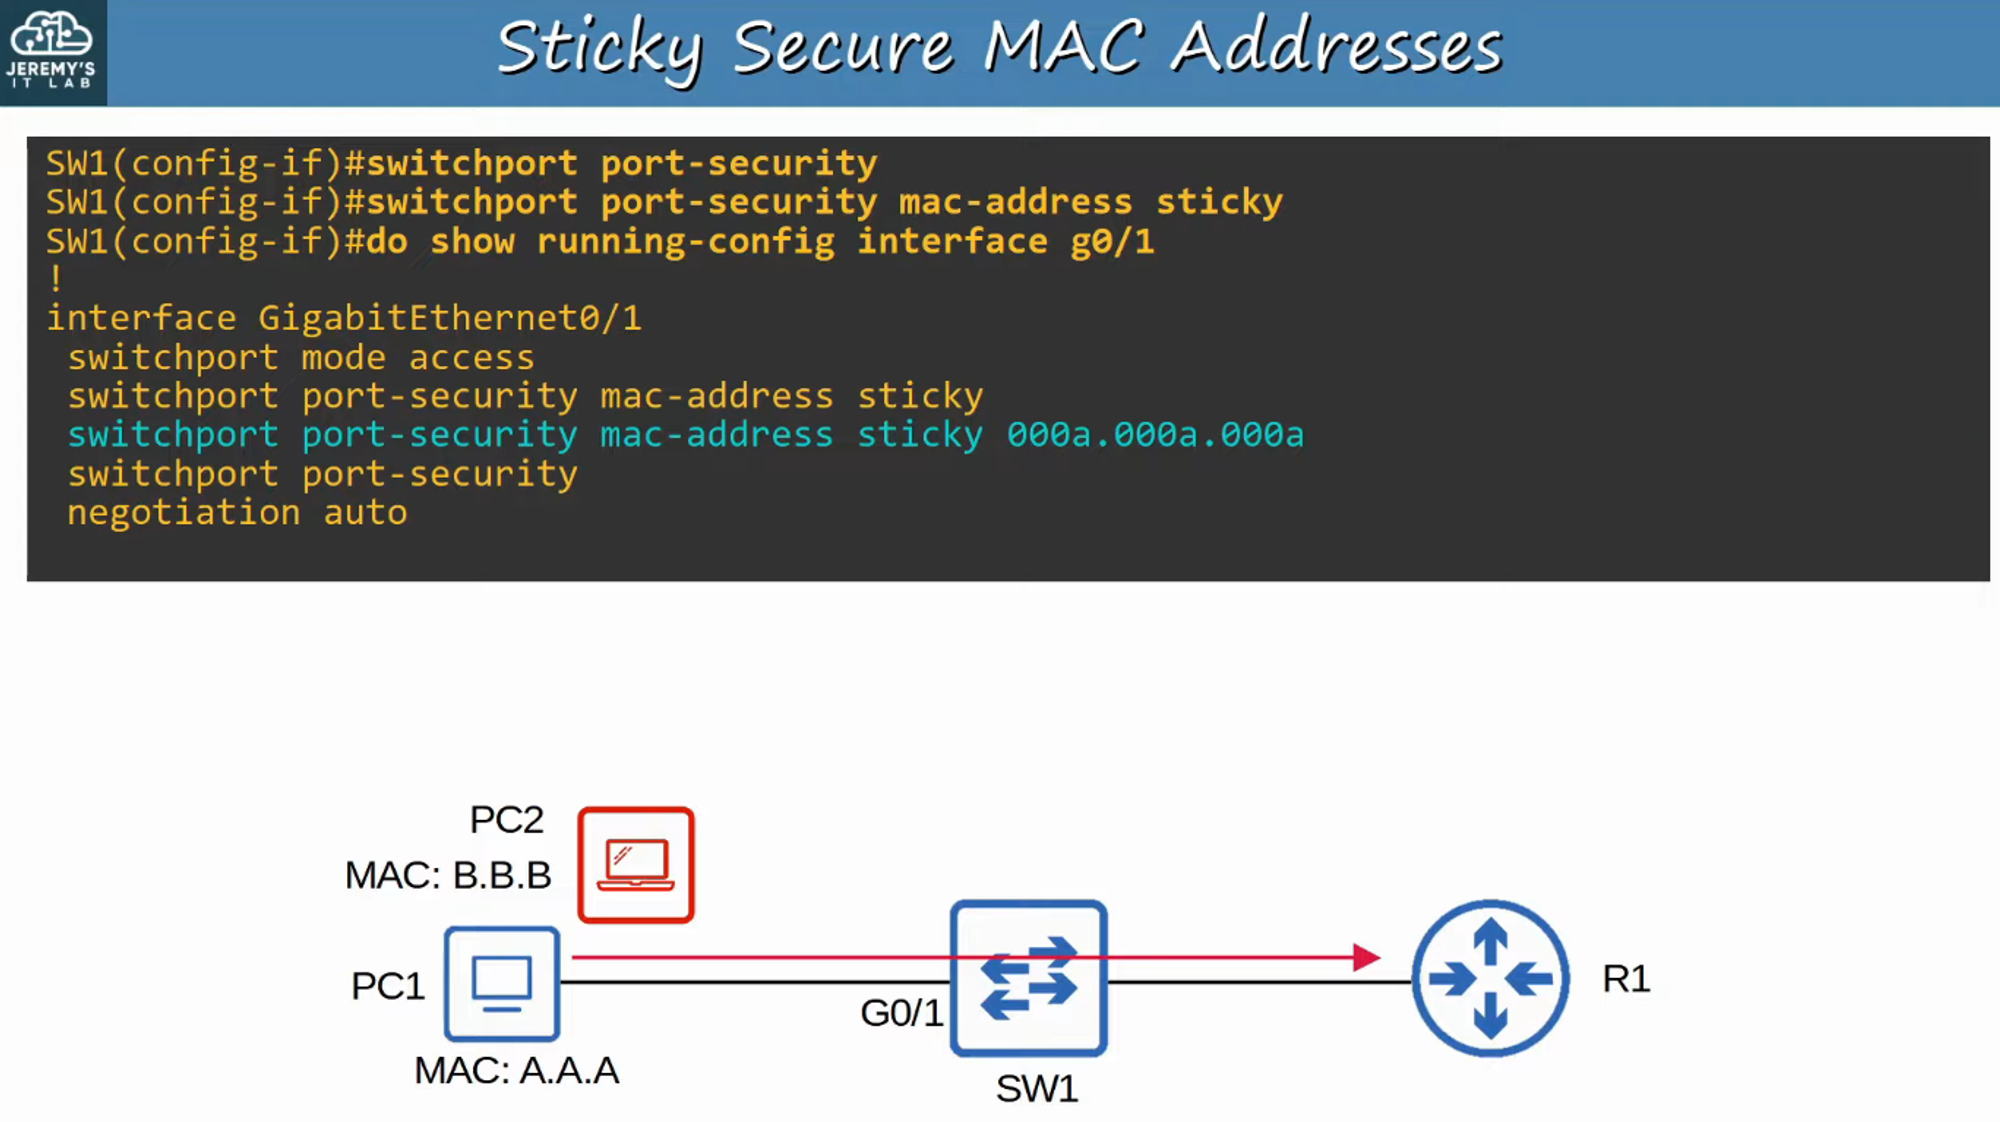 JEREMY'S
IT LAB
Sticky Secure MAC Addresses
SW1(config-if)#switchport port-security
SW1(config-if)#switchport port-security mac-address sticky
SW1(config-if)#do show running-config interface g0/1
!
interface GigabitEthernet0/1
switchport mode access
switchport port-security mac-address sticky
switchport port-security mac-address sticky 000a.000a.000a
switchport port-security
negotiation auto
PC2
MAC: B.B.B
PC1
MAC: A.A.A
G0/1
SW1
R1